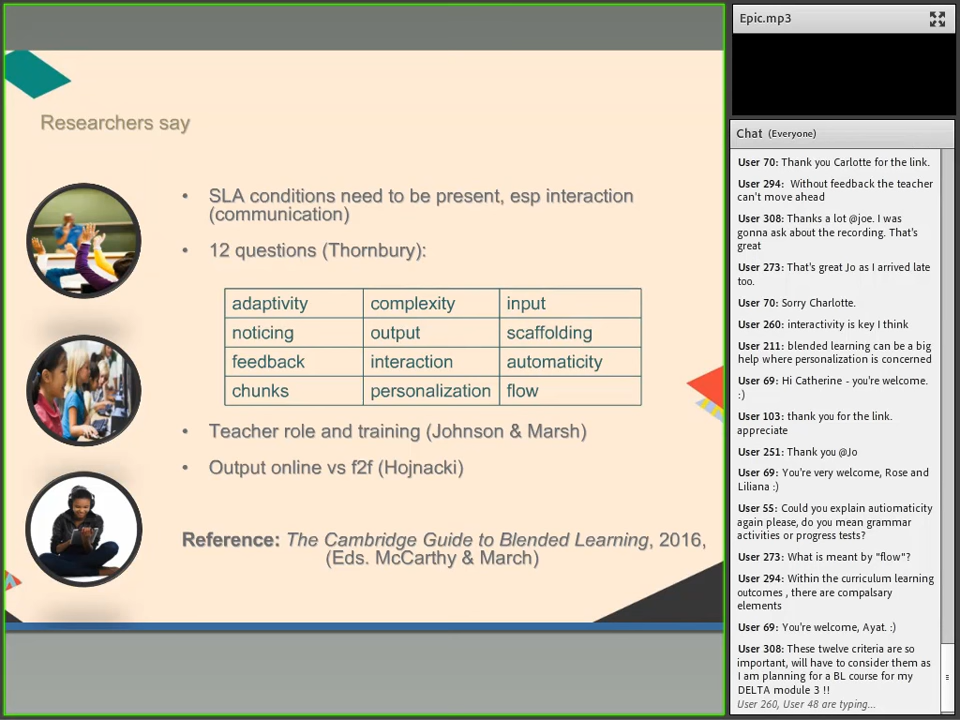 Researchers say
• SLA conditions need to be present, esp interaction
(communication)
• 12 questions (Thornbury):
adaptivity complexity input
noticing output scaffolding
feedback interaction automaticity
chunks personalization flow
• Teacher role and training (Johnson & Marsh)
• Output online vs f2f (Hojnacki)
Reference: The Cambridge Guide to Blended Learning, 2016,
(Eds. McCarthy & March)
Epic.mp3
Chat (Everyone)
User 70: Thank you Carlotte for the link.
User 294: Without feedback the teacher
can't move ahead
User 308: Thanks a lot @joe. I was
gonna ask about the recording. That's
great
User 273: That's great Jo as I arrived late
too.
User 70: Sorry Charlotte.
User 260: interactivity is key I think
User 211: blended learning can be a big
help where personalization is concerned
User 69: Hi Catherine - you're welcome.
:)
User 103: thank you for the link.
appreciate
User 251: Thank you @Jo
User 69: You're very welcome, Rose and
Liliana :)
User 55: Could you explain autiomaticity
again please, do you mean grammar
activities or progress tests?
User 273: What is meant by "flow"?
User 294: Within the curriculum learning
outcomes , there are compalsary
elements
User 69: You're welcome, Ayat. :)
User 308: These twelve criteria are so
important, will have to consider them as
I am planning for a BL course for my
DELTA module 3 !!
User 260, User 48 are typing...